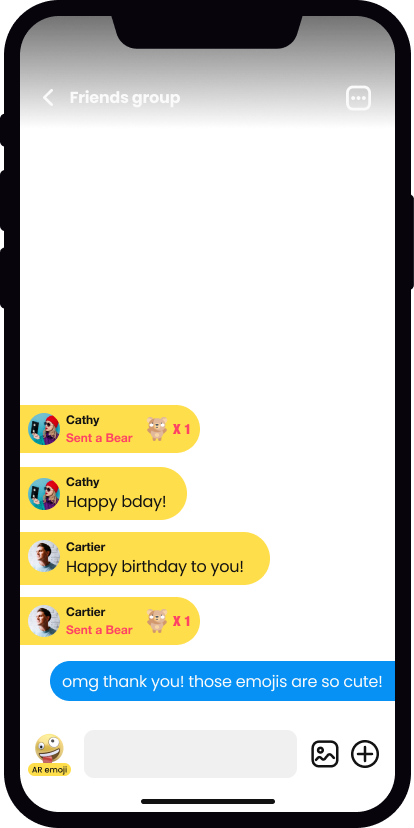 Friends group
Cathy
Sent a Bear X 1
Cathy
Happy bday!
Cartier
Happy birthday to you!
Cartier
Sent a Bear X 1
omg thank you! those emojis are so cute!
AR emoji